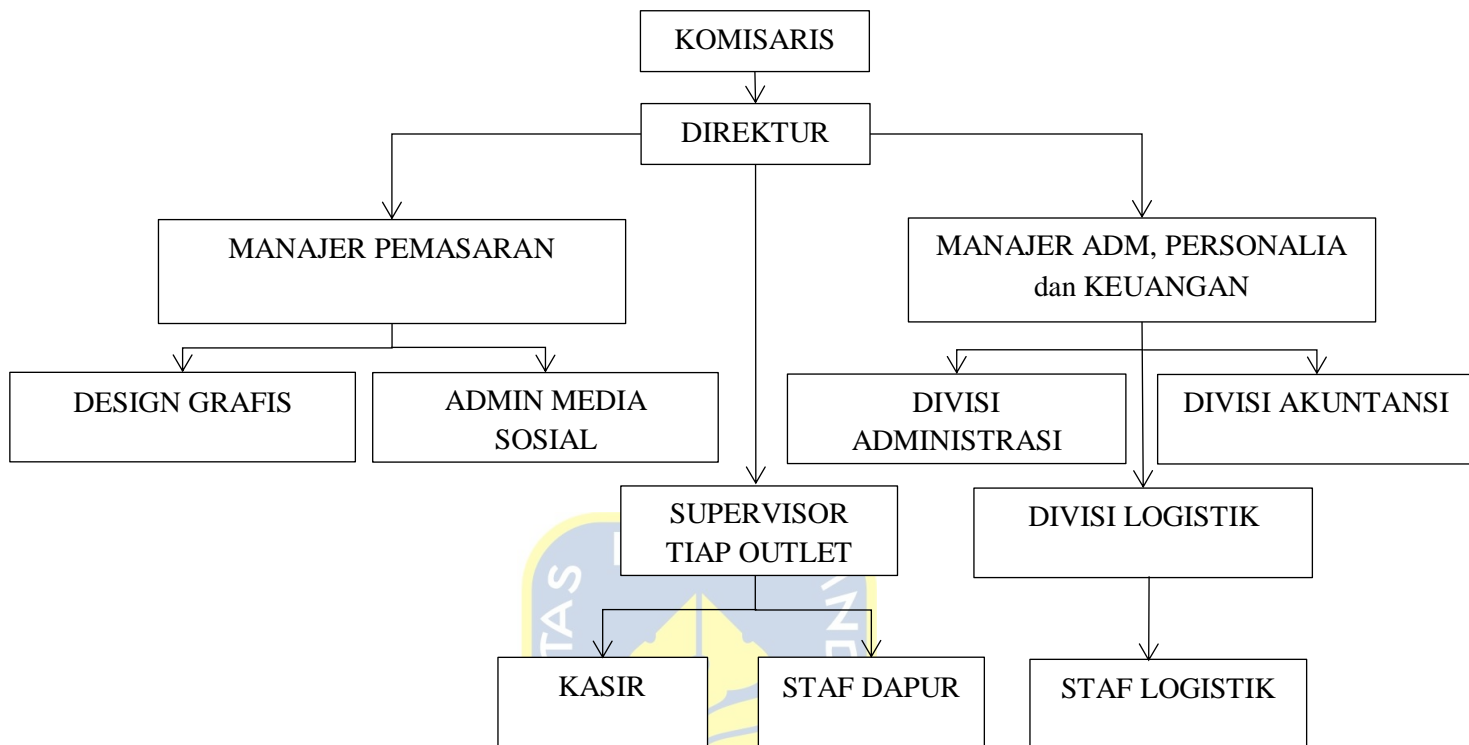 KOMISARIS
DIREKTUR
MANAJER PEMASARAN
MANAJER ADM, PERSONALIA
dan KEUANGAN
DESIGN GRAFIS
ADMIN MEDIA
SOSIAL
DIVISI
ADMINISTRASI
DIVISI AKUNTANSI
SUPERVISOR
TIAP OUTLET
DIVISI LOGISTIK
KASIR
STAF DAPUR
STAF LOGISTIK